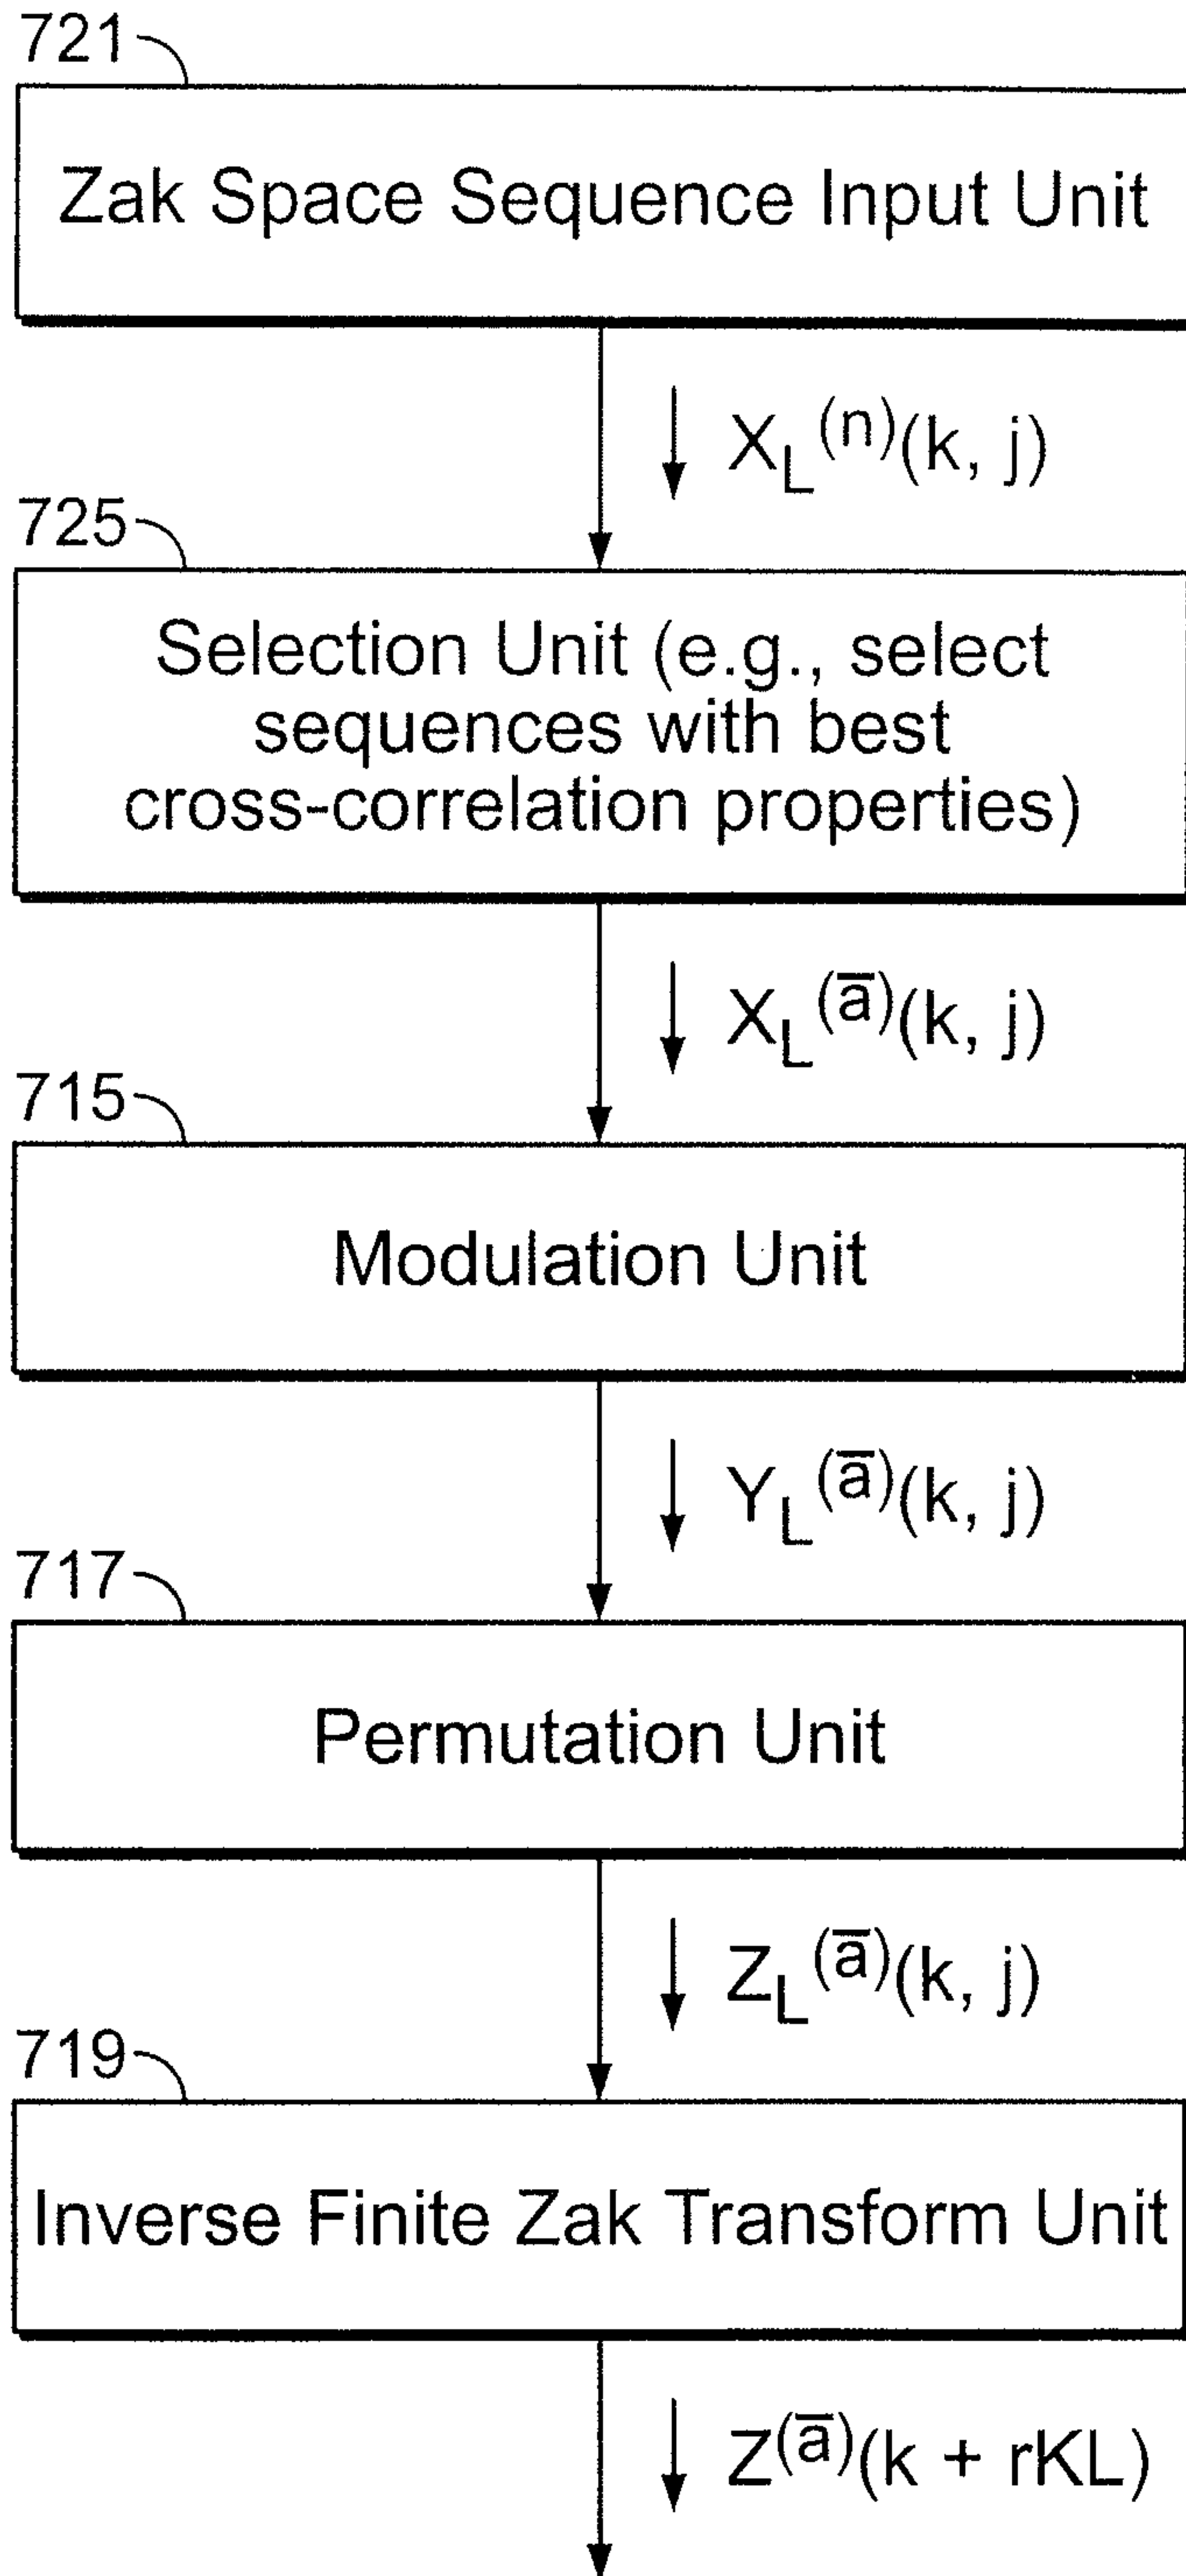 721
Zak Space Sequence Input Unit
X_L^(n)(k, j)
725
Selection Unit (e.g., select
sequences with best
cross-correlation properties)
X_L^(a̅)(k, j)
715
Modulation Unit
Y_L^(a̅)(k, j)
717
Permutation Unit
Z_L^(a̅)(k, j)
719
Inverse Finite Zak Transform Unit
Z^(a̅)(k + rKL)